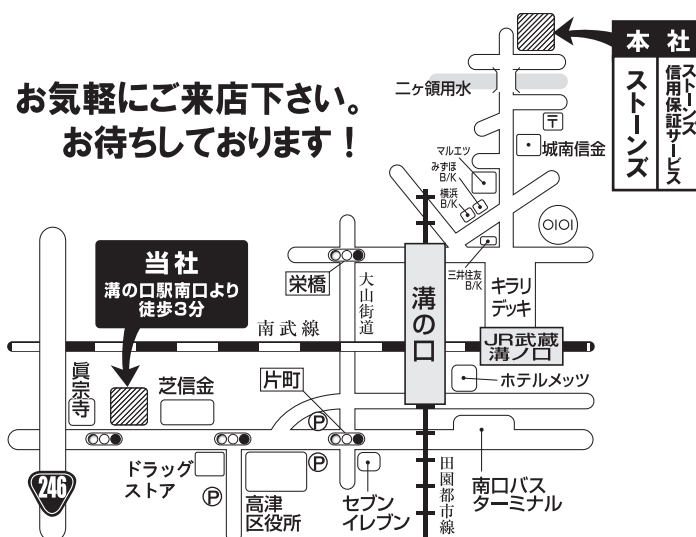 お気軽にご来店下さい。
お待ちしております！
本社
ストーンズ
ストーンズ
信用保証サービス
二ヶ領用水
〒
城南信金
マルエツ
みずほ
B/K
横浜
B/K
OIOI
三井住友
B/K
キラリ
デッキ
当社
溝の口駅南口より
徒歩3分
栄橋
大山街道
溝の口
南武線
JR武蔵
溝ノ口
ホテルメッツ
眞宗寺
芝信金
片町
P
246
ドラッグ
ストア
P
高津
区役所
P
セブン
イレブン
田園都市線
南口バス
ターミナル